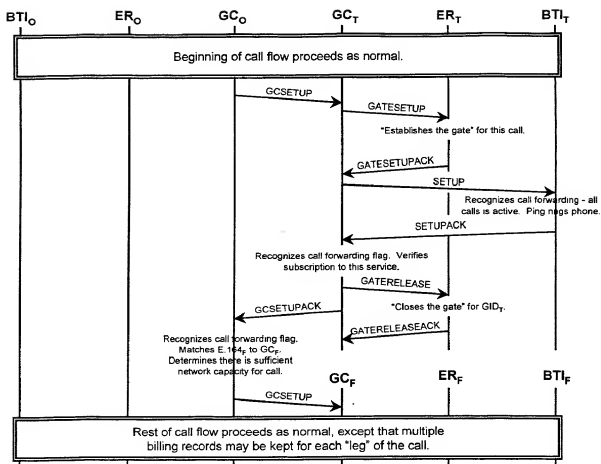 BTIO ERO GCO GCT ERT BTIT
Beginning of call flow proceeds as normal.
GCSETUP
GATESETUP
"Establishes the gate" for this call.
GATESETUPACK
SETUP
Recognizes call forwarding - all
calls is active. Ping rings phone.
SETUPACK
Recognizes call forwarding flag. Verifies
subscription to this service.
GATERELEASE
"Closes the gate" for GIDT.
GCSETUPACK
GATERELEASEACK
Recognizes call forwarding flag.
Matches E.164F to GCF.
Determines there is sufficient
network capacity for call.
GCF ERF BTIF
GCSETUP
Rest of call flow proceeds as normal, except that multiple
billing records may be kept for each "leg" of the call.